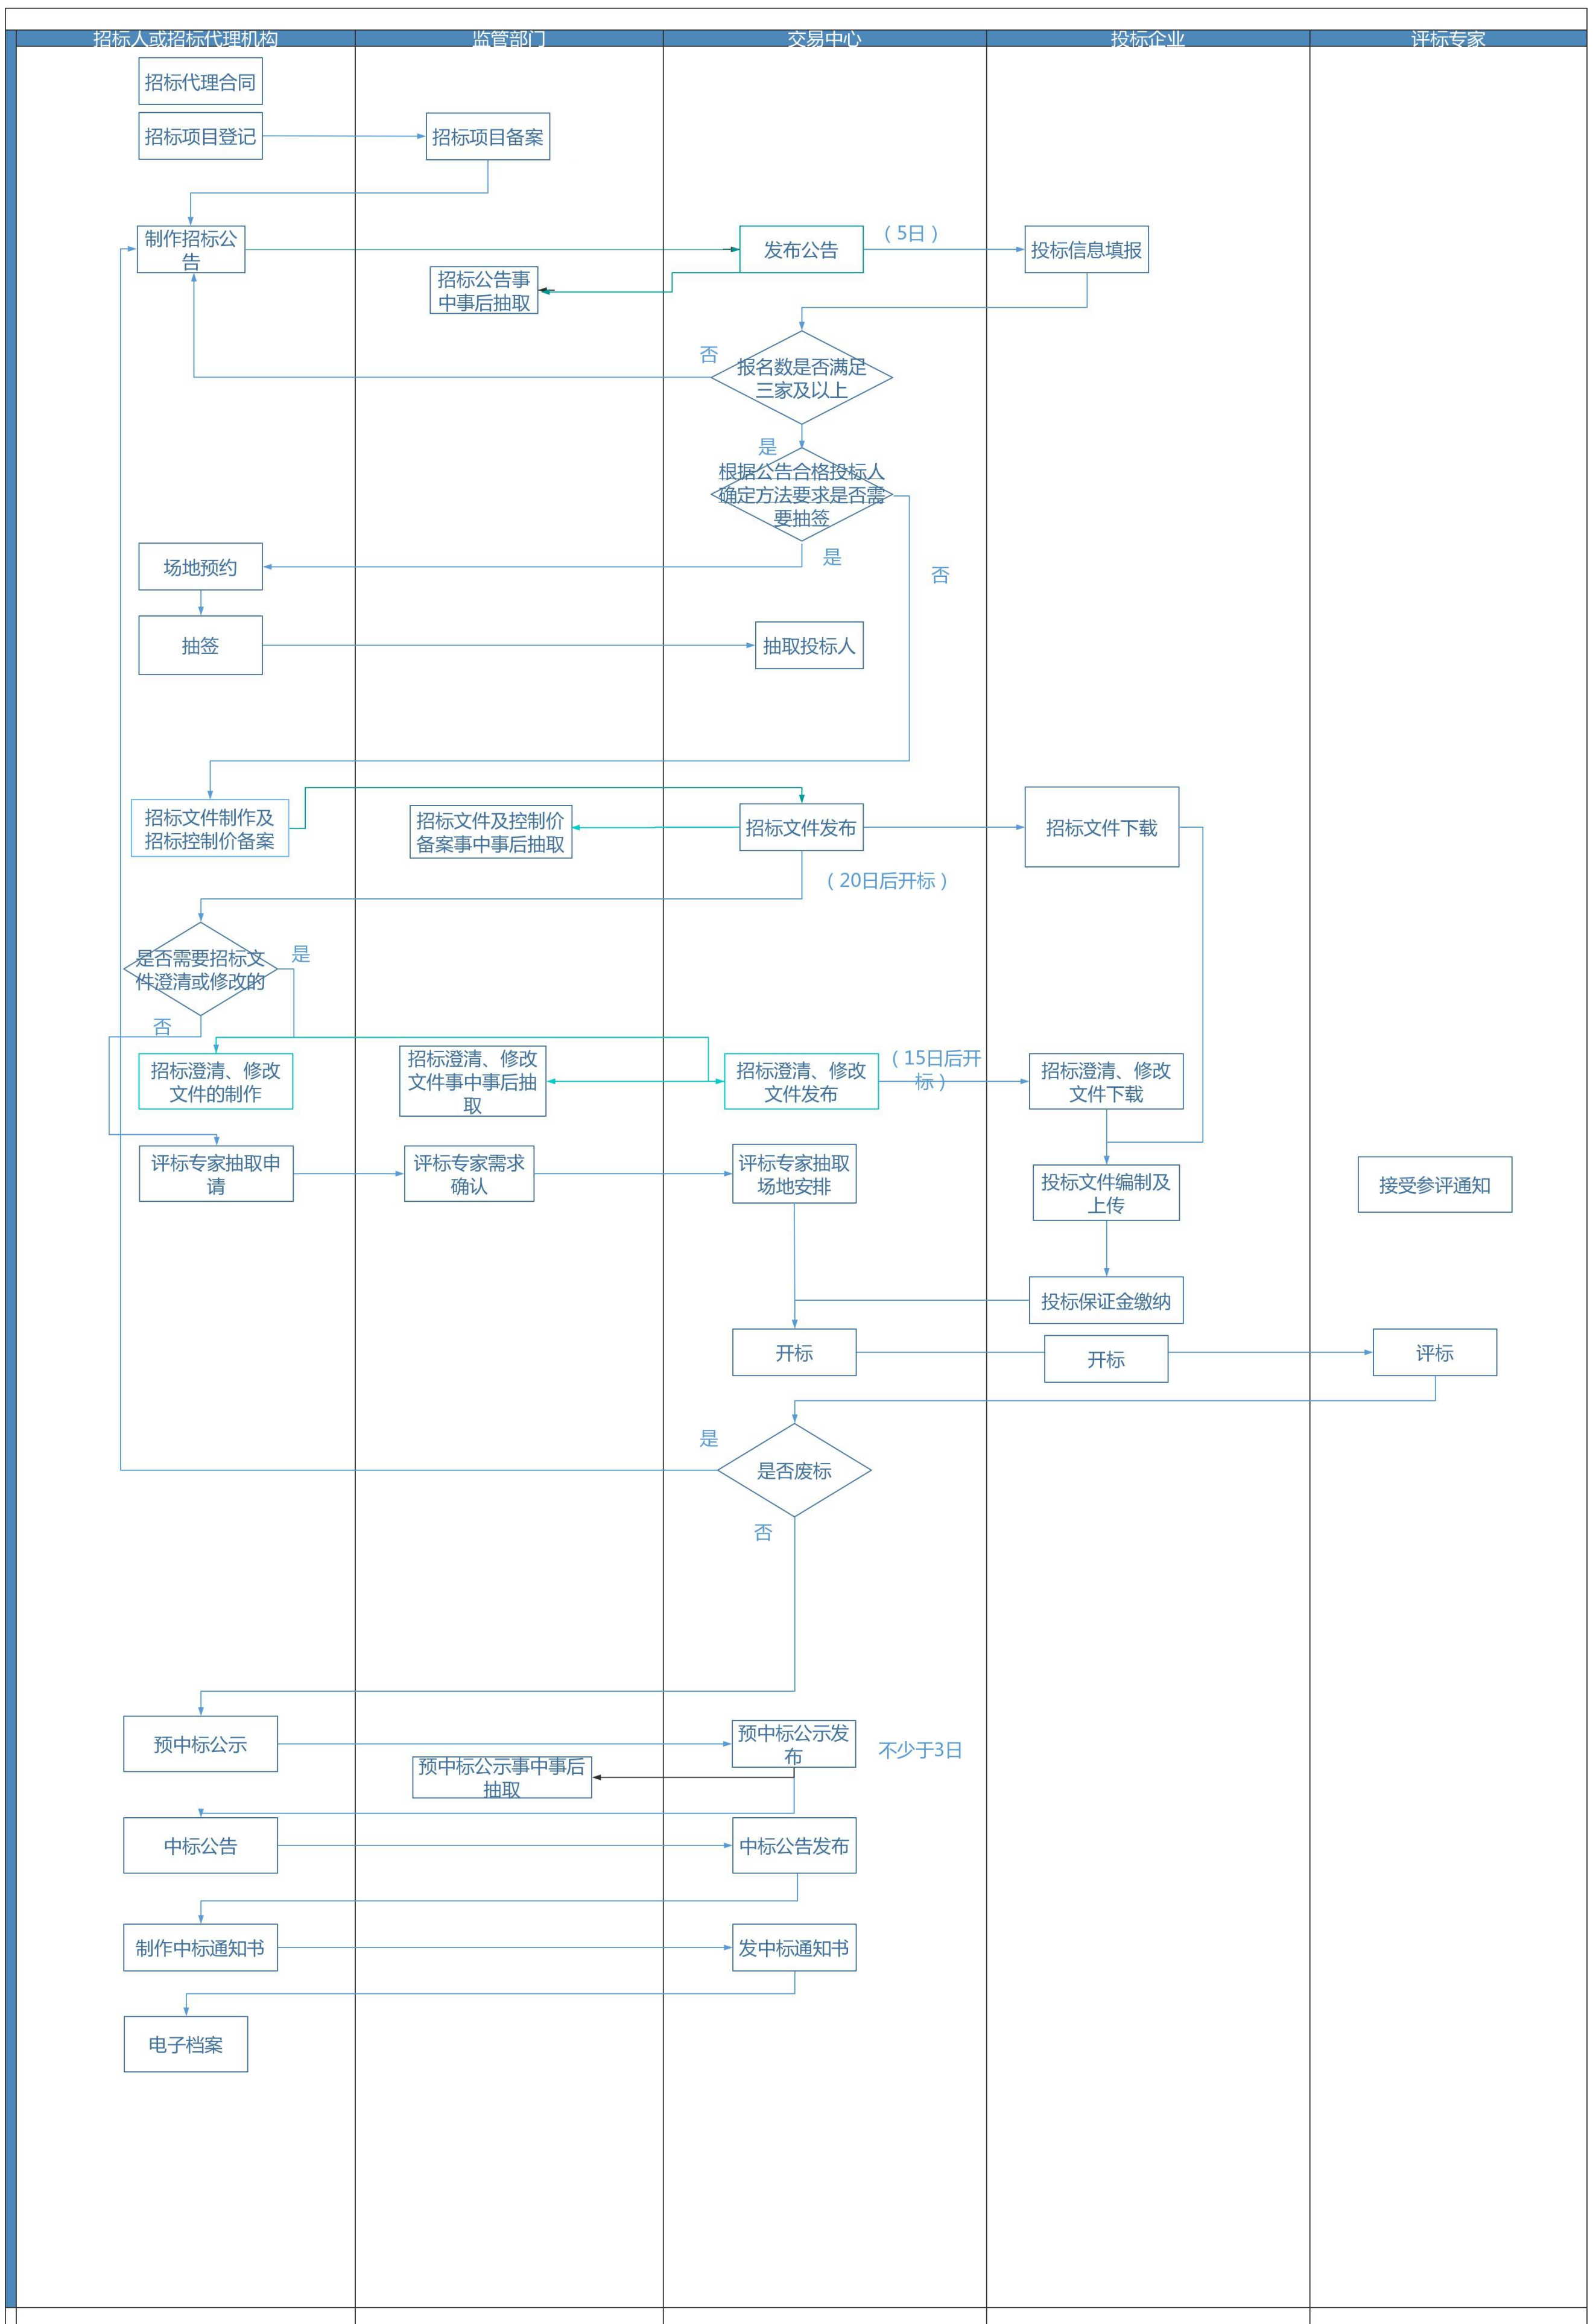 招标人或招标代理机构
监管部门
交易中心
投标企业
评标专家
招标代理合同
招标项目登记
招标项目备案
制作招标公
告
发布公告
（5日）
投标信息填报
招标公告事
中事后抽取
否
报名数是否满足
三家及以上
是
根据公告合格投标人
确定方法要求是否需
要抽签
是
否
场地预约
抽签
抽取投标人
招标文件制作及
招标控制价备案
招标文件及控制价
备案事中事后抽取
招标文件发布
招标文件下载
（20日后开标）
是否需要招标文
件澄清或修改的
是
否
招标澄清、修改
文件的制作
招标澄清、修改
文件事中事后抽
取
招标澄清、修改
文件发布
（15日后开
标）
招标澄清、修改
文件下载
评标专家抽取申
请
评标专家需求
确认
评标专家抽取
场地安排
投标文件编制及
上传
接受参评通知
投标保证金缴纳
开标
开标
评标
是
是否废标
否
预中标公示
预中标公示发
布
不少于3日
预中标公示事中事后
抽取
中标公告
中标公告发布
制作中标通知书
发中标通知书
电子档案